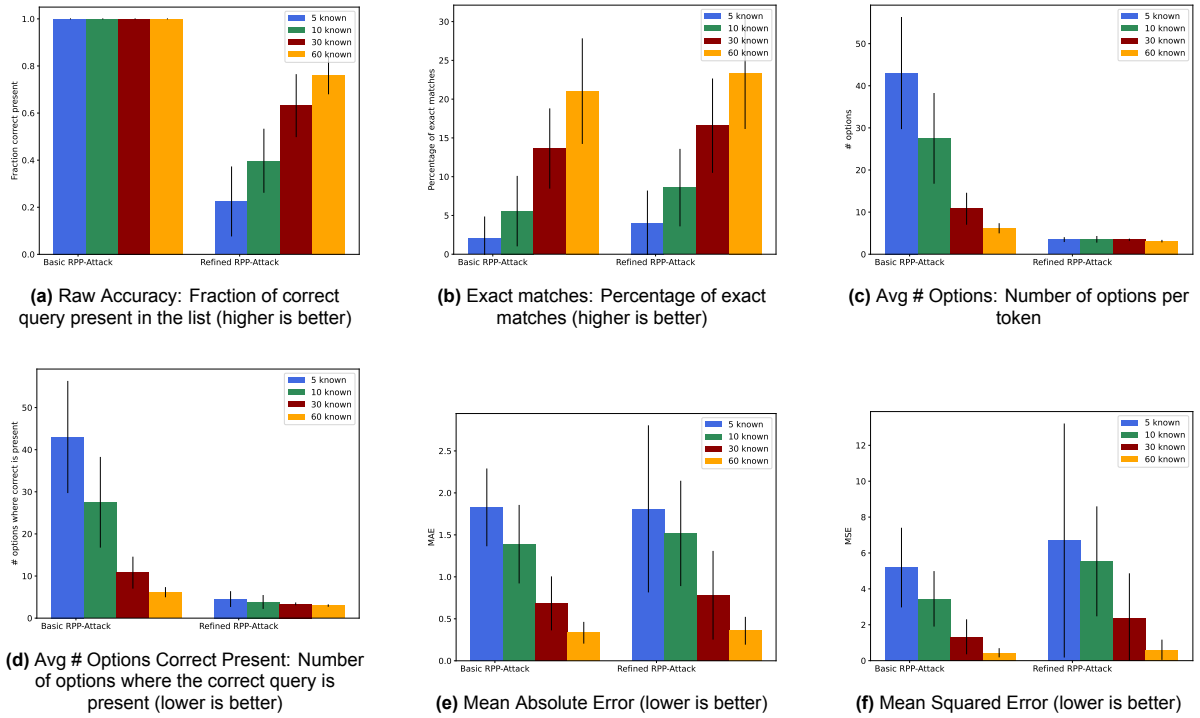 Fraction correct present
1.0
0.8
0.6
0.4
0.2
0.0
5 known
10 known
30 known
60 known
Basic RPP-Attack
Refined RPP-Attack
(a) Raw Accuracy: Fraction of correct
query present in the list (higher is better)
Percentage of exact matches
30
25
20
15
10
5
0
5 known
10 known
30 known
60 known
Basic RPP-Attack
Refined RPP-Attack
(b) Exact matches: Percentage of exact
matches (higher is better)
# options
50
40
30
20
10
0
5 known
10 known
30 known
60 known
Basic RPP-Attack
Refined RPP-Attack
(c) Avg # Options: Number of options per
token
# options where correct is present
50
40
30
20
10
0
5 known
10 known
30 known
60 known
Basic RPP-Attack
Refined RPP-Attack
(d) Avg # Options Correct Present: Number
of options where the correct query is
present (lower is better)
MAE
2.5
2.0
1.5
1.0
0.5
0.0
5 known
10 known
30 known
60 known
Basic RPP-Attack
Refined RPP-Attack
(e) Mean Absolute Error (lower is better)
MSE
12
10
8
6
4
2
0
5 known
10 known
30 known
60 known
Basic RPP-Attack
Refined RPP-Attack
(f) Mean Squared Error (lower is better)